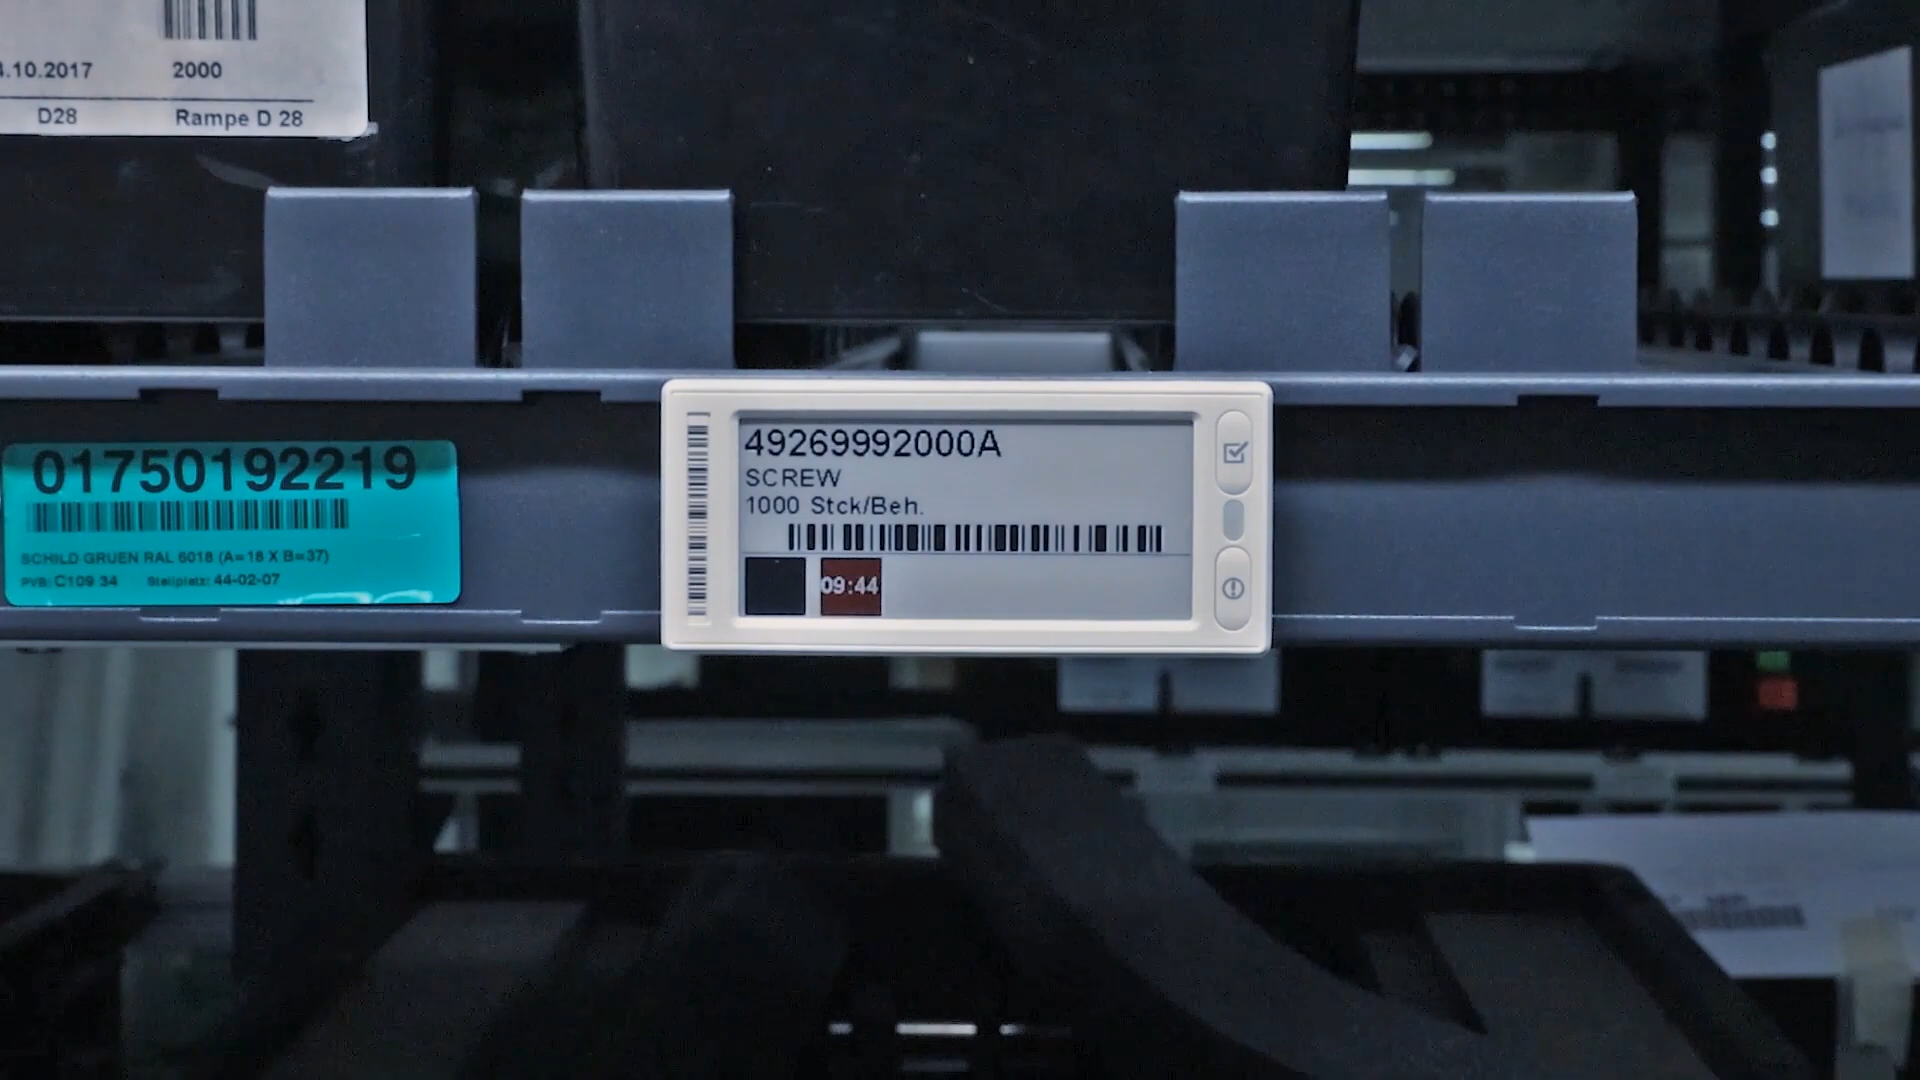 .10.2017 2000
D28 Rampe D 28
01750192219
SCHILD GRUEN RAL 6018 (A=18 X B=37)
PVB: C109 34 Stellplatz: 44-02-07
49269992000A
SCREW
1000 Stck/Beh.
09:44